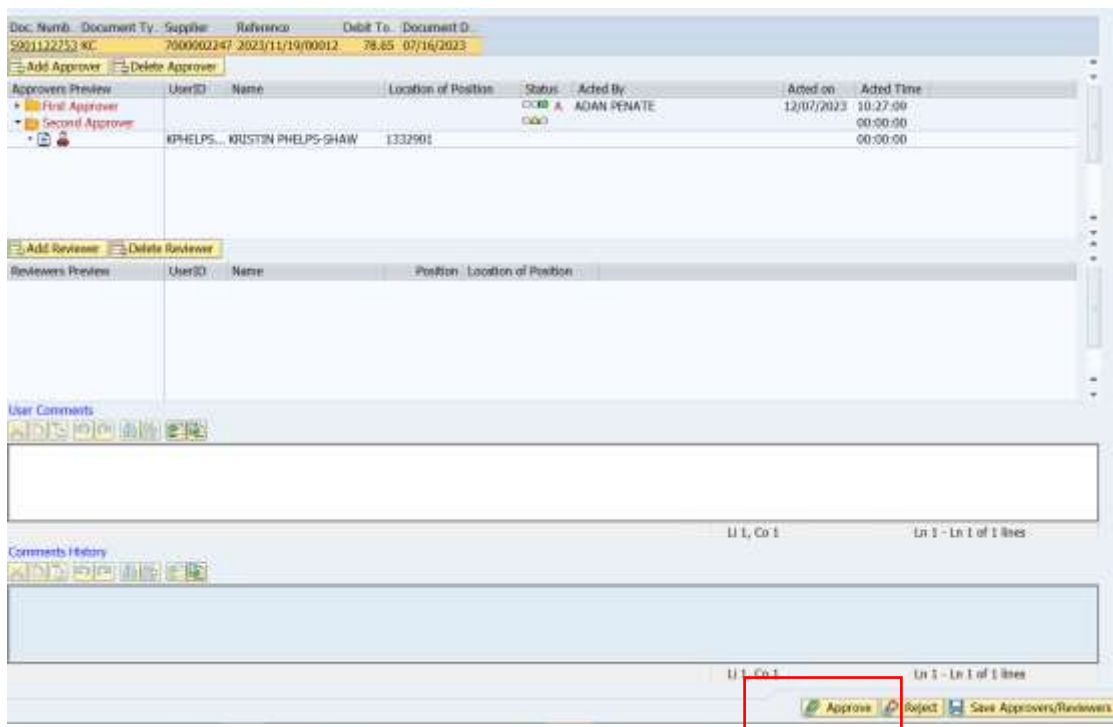 Doc. Numb. Document Ty. Supplier Reference Debit To. Document D.
5901122753 KC 7000002247 2023/11/19/00012 78.65 07/16/2023
Add Approver Delete Approver
Approvers Preview UserID Name Location of Position Status Acted By Acted on Acted Time
First Approver A ADAN PENATE 12/07/2023 10:27:00
Second Approver 00:00:00
KPHELPS... KRISTIN PHELPS-SHAW 1332901 00:00:00
Add Reviewer Delete Reviewer
Reviewers Preview UserID Name Position Location of Position
User Comments
Li 1, Co 1 Ln 1 - Ln 1 of 1 lines
Comments History
Li 1, Co 1 Ln 1 - Ln 1 of 1 lines
Approve Reject Save Approvers/Reviewers